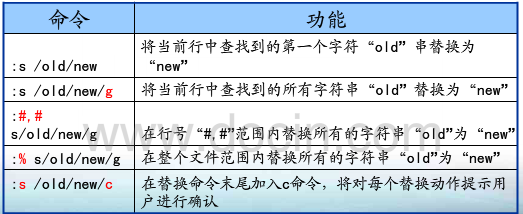 命令 功能
:s /old/new 将当前行中查找到的第一个字符“old”串替换为
“new”
:s /old/new/g 将当前行中查找到的所有字符串“old”替换为“new”
:#,#
s/old/new/g 在行号“#,#”范围内替换所有的字符串“old”为“new”
:% s/old/new/g 在整个文件范围内替换所有的字符串“old”为“new”
:s /old/new/c 在替换命令末尾加入c命令，将对每个替换动作提示用
户进行确认
www.docin.com